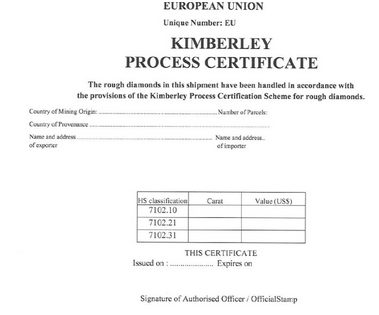 EUROPEAN UNION
Unique Number: EU
KIMBERLEY
PROCESS CERTIFICATE
The rough diamonds in this shipment have been handled in accordance with
the provisions of the Kimberley Process Certification Scheme for rough diamonds.
Country of Mining Origin: ........................................ Number of Parcels:
Country of Provenance ........................................
Name and address ........................................ Name and address..
of exporter of importer
HS classification Carat Value (US$)
7102.10
7102.21
7102.31
THIS CERTIFICATE
Issued on : ...................... Expires on
Signature of Authorised Officer / OfficialStamp